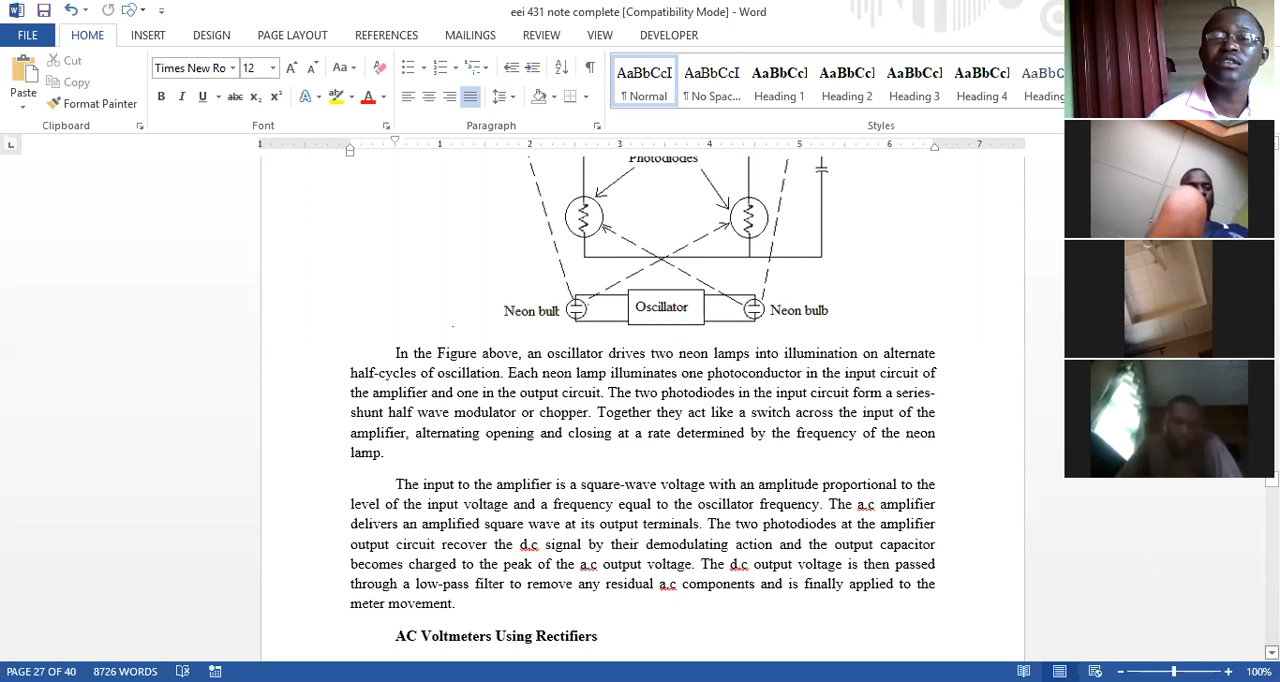 eei 431 note complete [Compatibility Mode] - Word
FILE HOME INSERT DESIGN PAGE LAYOUT REFERENCES MAILINGS REVIEW VIEW DEVELOPER
Cut
Copy
Format Painter
Paste
Times New Ro 12
AaBbCcI AaBbCcI AaBbCc] AaBbCc] AaBbCc] AaBbCc] AaBbC
¶ Normal ¶ No Spac... Heading 1 Heading 2 Heading 3 Heading 4 Heading
Clipboard Font Paragraph Styles
1 1 2 3 4 5 6 7
Photodiodes
Neon bulb Oscillator Neon bulb
In the Figure above, an oscillator drives two neon lamps into illumination on alternate
half-cycles of oscillation. Each neon lamp illuminates one photoconductor in the input circuit of
the amplifier and one in the output circuit. The two photodiodes in the input circuit form a series-
shunt half wave modulator or chopper. Together they act like a switch across the input of the
amplifier, alternating opening and closing at a rate determined by the frequency of the neon
lamp.
The input to the amplifier is a square-wave voltage with an amplitude proportional to the
level of the input voltage and a frequency equal to the oscillator frequency. The a.c amplifier
delivers an amplified square wave at its output terminals. The two photodiodes at the amplifier
output circuit recover the d.c signal by their demodulating action and the output capacitor
becomes charged to the peak of the a.c output voltage. The d.c output voltage is then passed
through a low-pass filter to remove any residual a.c components and is finally applied to the
meter movement.
AC Voltmeters Using Rectifiers
PAGE 27 OF 40 8726 WORDS 100%